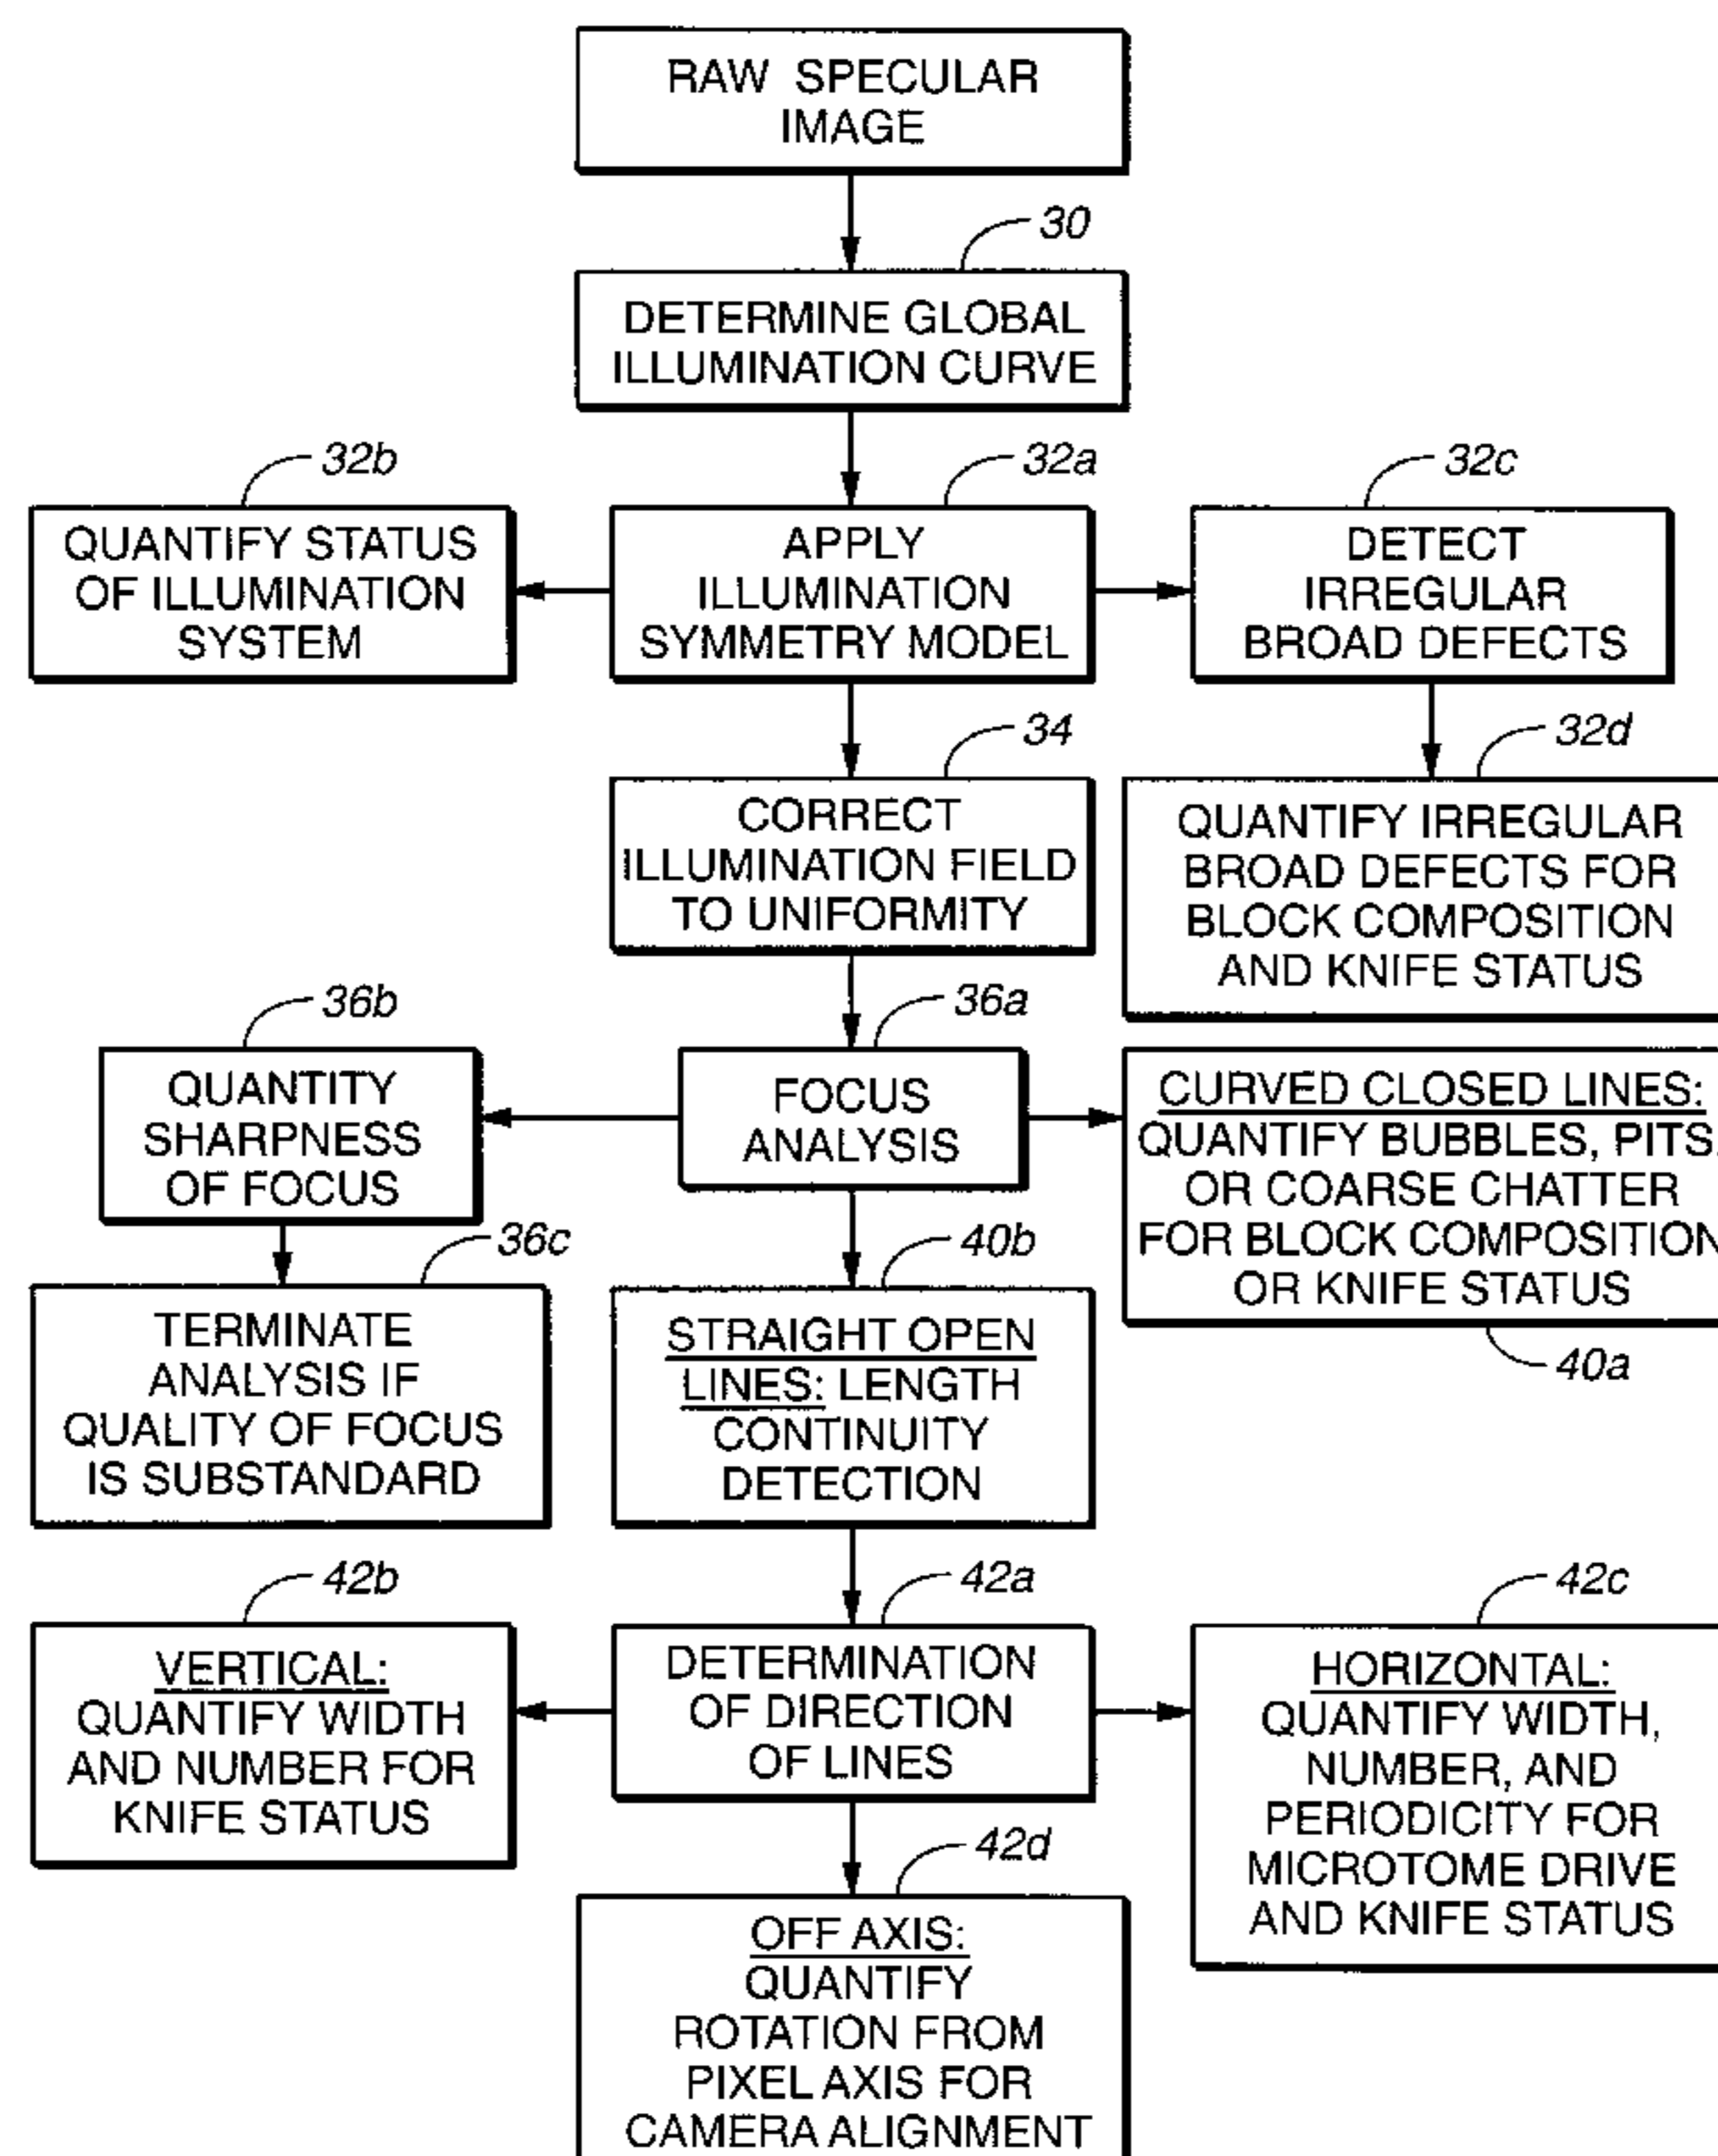 RAW SPECULAR
IMAGE
30
DETERMINE GLOBAL
ILLUMINATION CURVE
32b
32a
32c
QUANTIFY STATUS
OF ILLUMINATION
SYSTEM
APPLY
ILLUMINATION
SYMMETRY MODEL
DETECT
IRREGULAR
BROAD DEFECTS
34
32d
CORRECT
ILLUMINATION FIELD
TO UNIFORMITY
QUANTIFY IRREGULAR
BROAD DEFECTS FOR
BLOCK COMPOSITION
AND KNIFE STATUS
36b
36a
QUANTITY
SHARPNESS
OF FOCUS
FOCUS
ANALYSIS
CURVED CLOSED LINES:
QUANTIFY BUBBLES, PITS,
OR COARSE CHATTER
FOR BLOCK COMPOSITION
OR KNIFE STATUS
36c
40b
40a
TERMINATE
ANALYSIS IF
QUALITY OF FOCUS
IS SUBSTANDARD
STRAIGHT OPEN
LINES: LENGTH
CONTINUITY
DETECTION
42b
42a
42c
VERTICAL:
QUANTIFY WIDTH
AND NUMBER FOR
KNIFE STATUS
DETERMINATION
OF DIRECTION
OF LINES
HORIZONTAL:
QUANTIFY WIDTH,
NUMBER, AND
PERIODICITY FOR
MICROTOME DRIVE
AND KNIFE STATUS
42d
OFF AXIS:
QUANTIFY
ROTATION FROM
PIXEL AXIS FOR
CAMERA ALIGNMENT